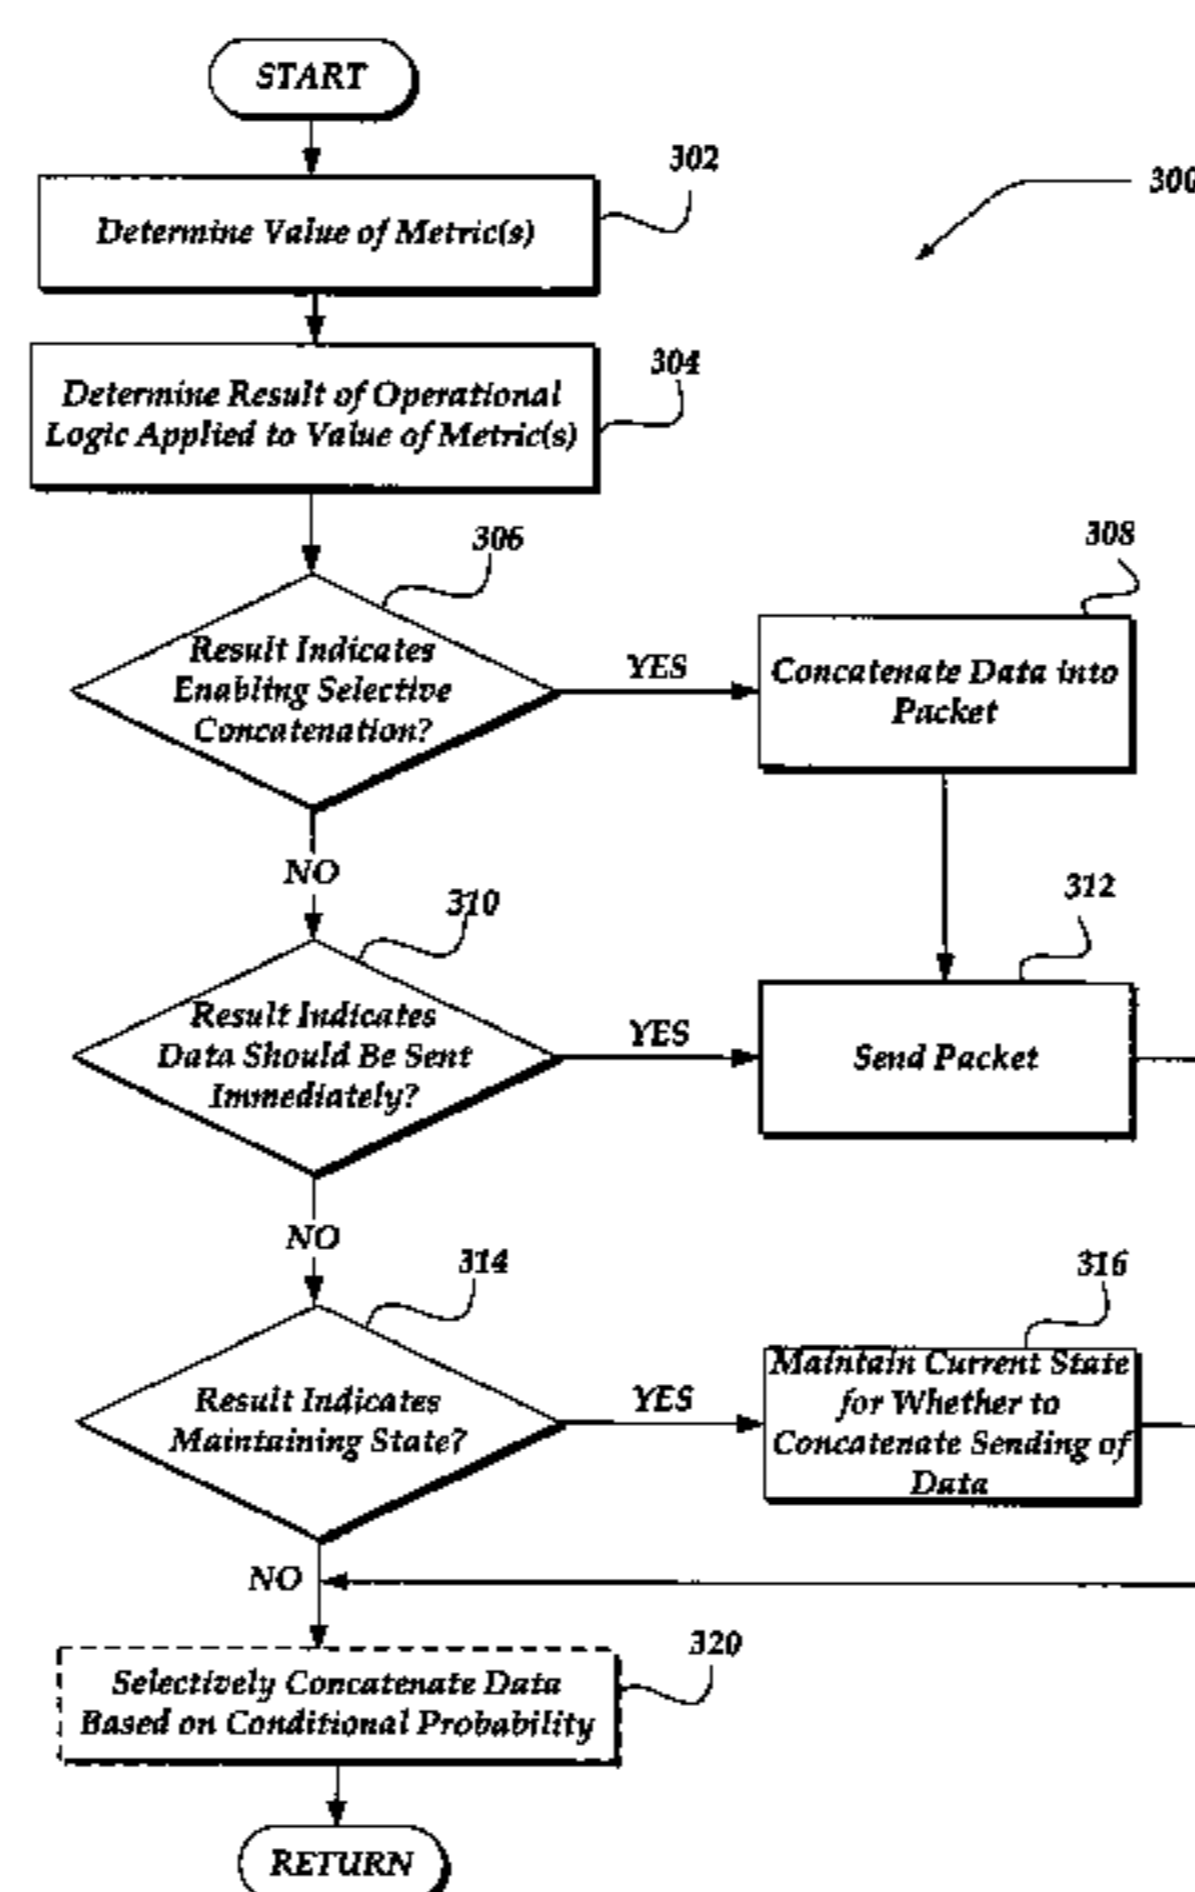 START
302
300
Determine Value of Metric(s)
304
Determine Result of Operational
Logic Applied to Value of Metric(s)
306
308
Result Indicates
Enabling Selective
Concatenation?
YES
Concatenate Data into
Packet
NO
310
312
Result Indicates
Data Should Be Sent
Immediately?
YES
Send Packet
NO
314
316
Result Indicates
Maintaining State?
YES
Maintain Current State
for Whether to
Concatenate Sending of
Data
NO
320
Selectively Concatenate Data
Based on Conditional Probability
RETURN